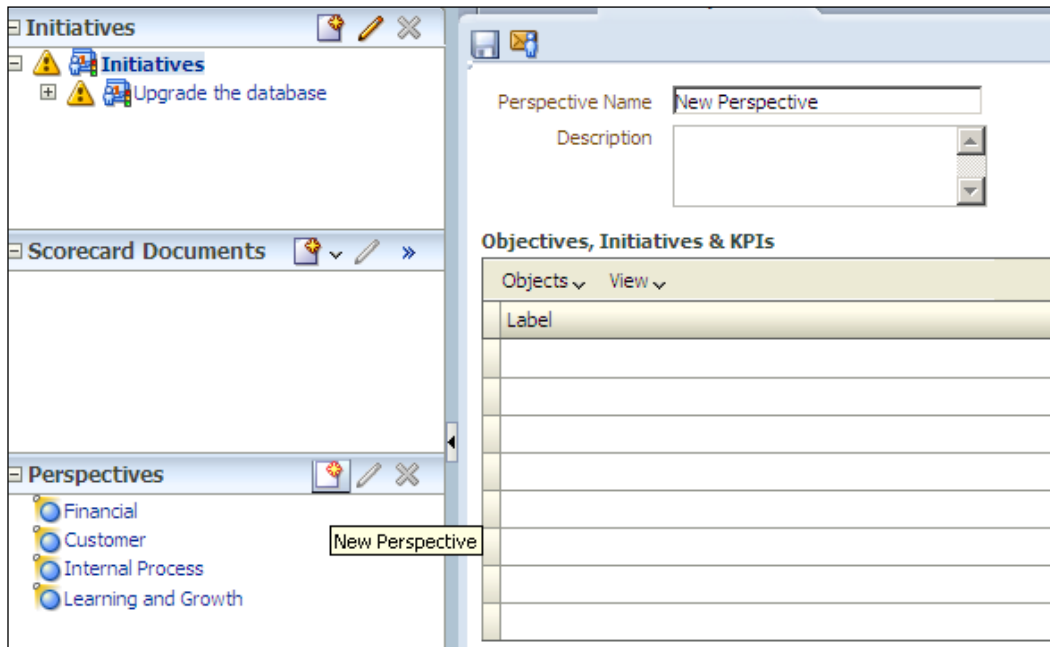 Initiatives
Initiatives
Upgrade the database
Scorecard Documents
Perspectives
Financial
Customer
Internal Process
Learning and Growth
New Perspective
Perspective Name New Perspective
Description
Objectives, Initiatives & KPIs
Objects View
Label